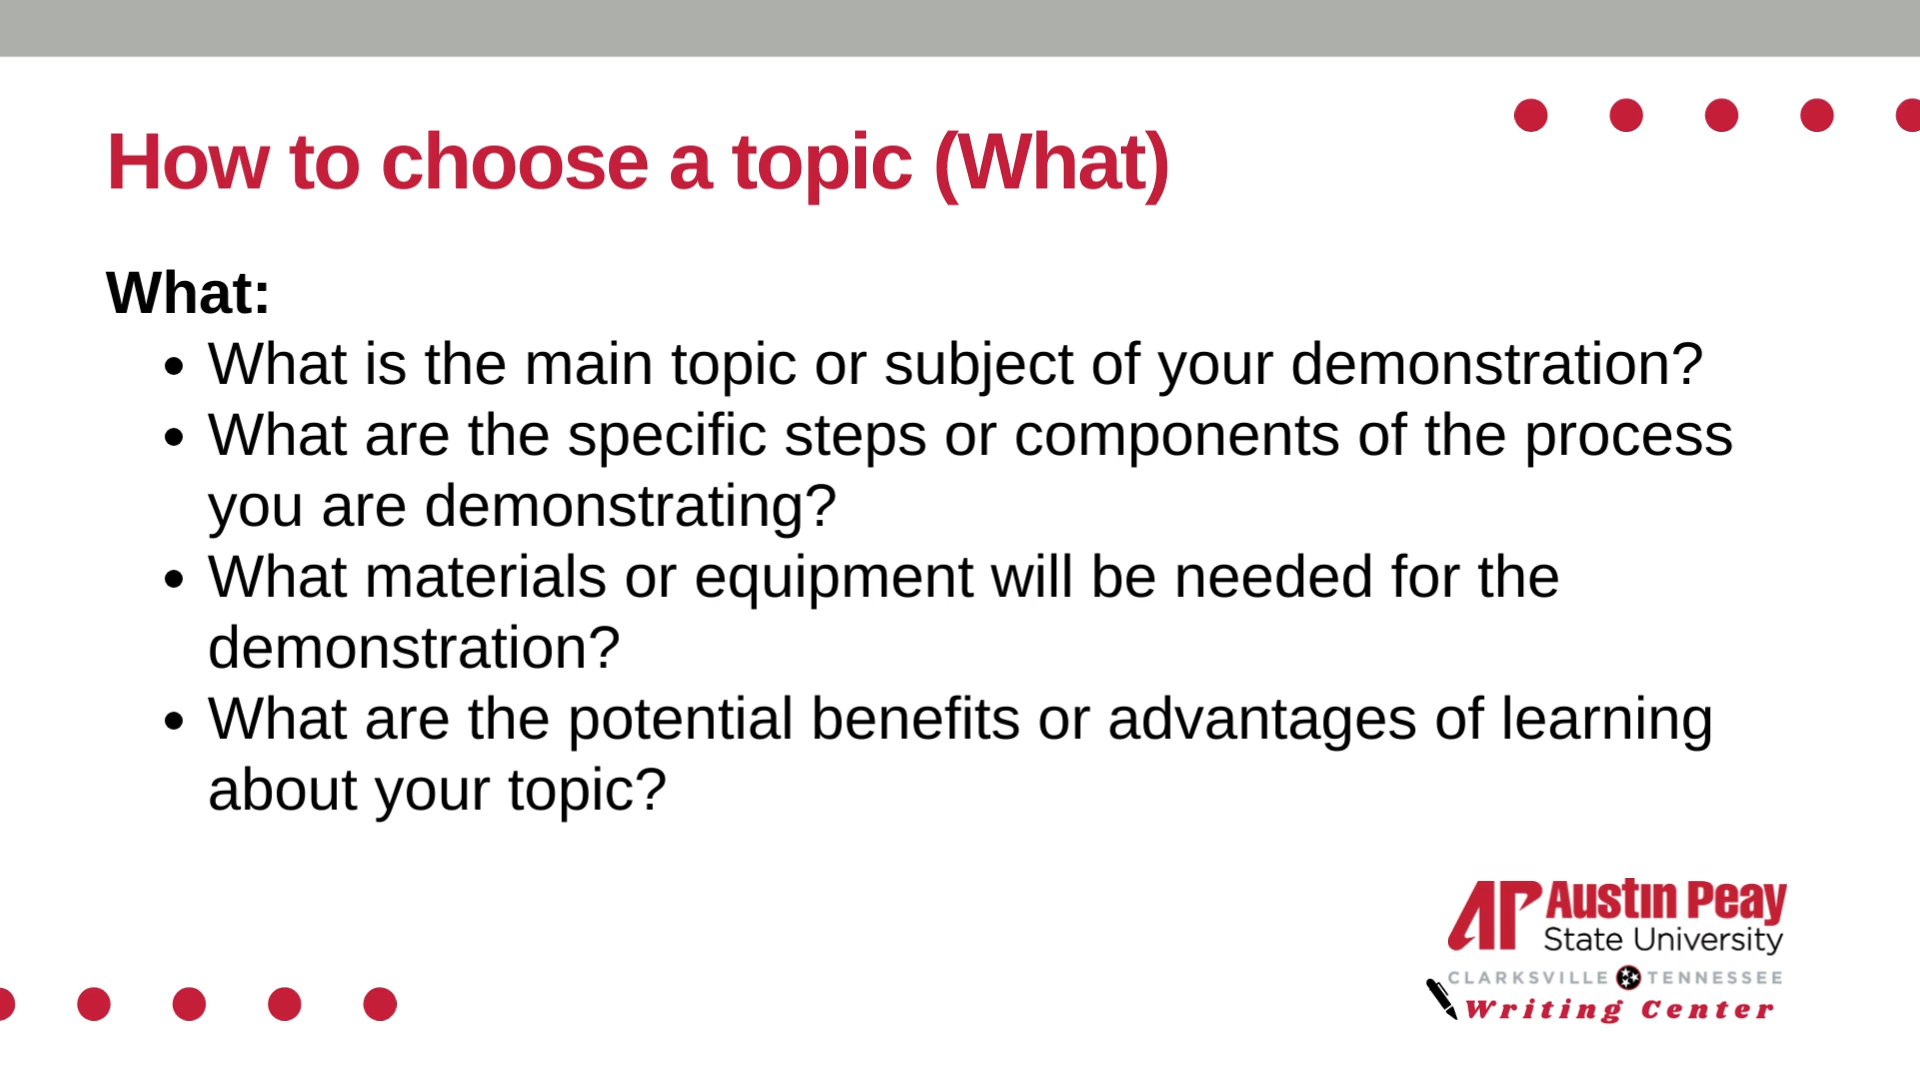 How to choose a topic (What)
What:
• What is the main topic or subject of your demonstration?
• What are the specific steps or components of the process
you are demonstrating?
• What materials or equipment will be needed for the
demonstration?
• What are the potential benefits or advantages of learning
about your topic?
AP Austin Peay
State University
CLARKSVILLE TENNESSEE
Writing Center